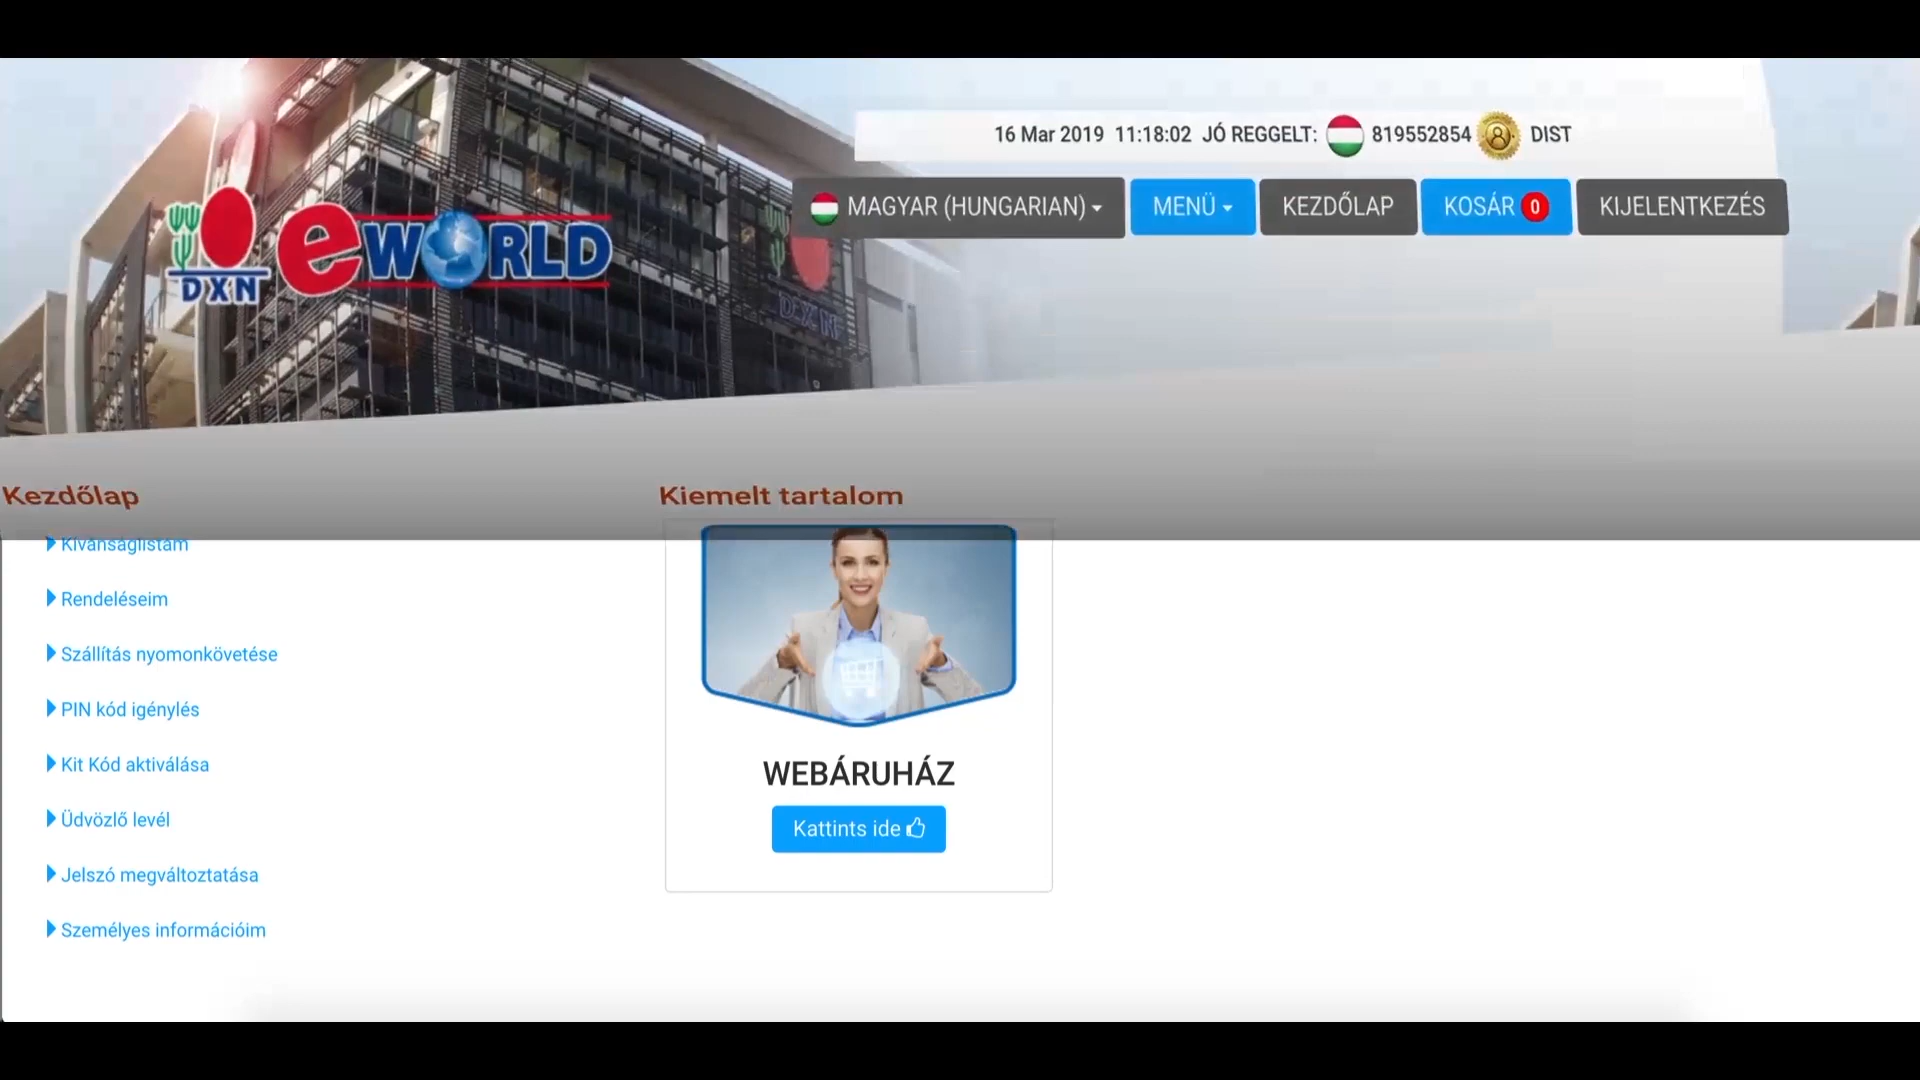 16 Mar 2019 11:18:02 JÓ REGGELT: 819552854 DIST
MAGYAR (HUNGARIAN) MENÜ KEZDŐLAP KOSÁR 0 KIJELENTKEZÉS
DXN eWORLD
DXN
Kezdőlap
Kívánságlistám
Rendeléseim
Szállítás nyomonkövetése
PIN kód igénylés
Kit Kód aktiválása
Üdvözlő levél
Jelszó megváltoztatása
Személyes információim
Kiemelt tartalom
WEBÁRUHÁZ
Kattints ide